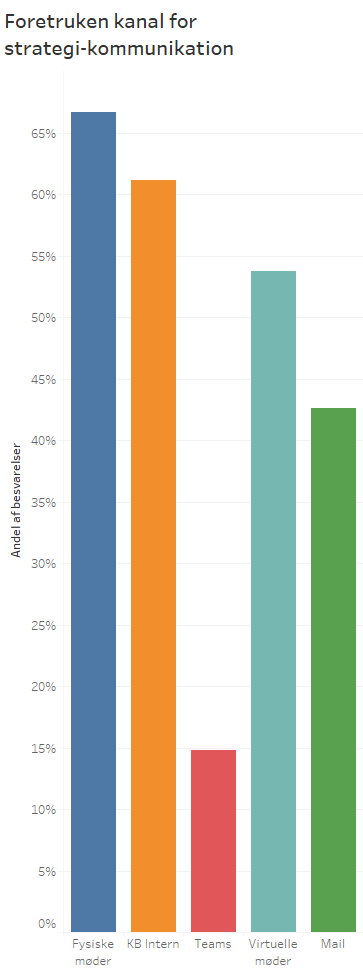 Foretruken kanal for
strategi-kommunikation
65%
60%
55%
50%
45%
40%
35%
30%
25%
20%
15%
10%
5%
0%
Andel af besvarelser
Fysiske
møder
KB Intern
Teams
Virtuelle
møder
Mail